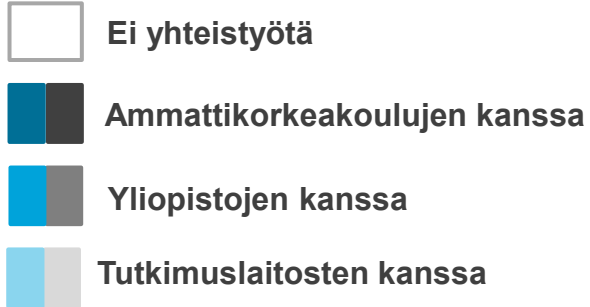 Ei yhteistyötä
Ammattikorkeakoulujen kanssa
Yliopistojen kanssa
Tutkimuslaitosten kanssa